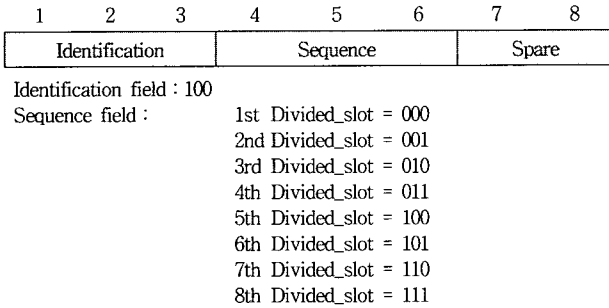 1 2 3 4 5 6 7 8
Identification Sequence Spare
Identification field : 100
Sequence field : 1st Divided_slot = 000
2nd Divided_slot = 001
3rd Divided_slot = 010
4th Divided_slot = 011
5th Divided_slot = 100
6th Divided_slot = 101
7th Divided_slot = 110
8th Divided_slot = 111